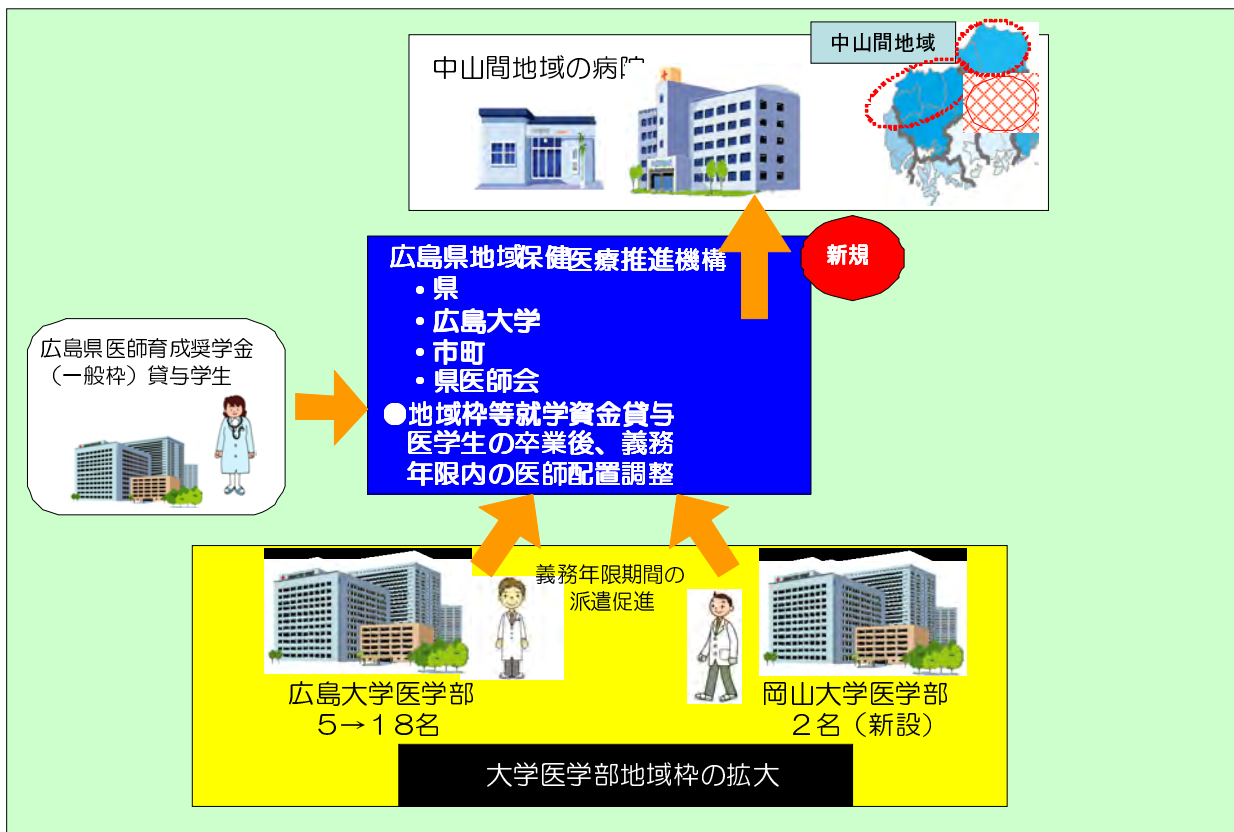 中山間地域の病院
中山間地域
広島県地域保健医療推進機構
・県
・広島大学
・市町
・県医師会
●地域枠等就学資金貸与
医学生の卒業後、義務
年限内の医師配置調整
新規
広島県医師育成奨学金
（一般枠）貸与学生
義務年限期間の
派遣促進
広島大学医学部
５→１８名
岡山大学医学部
２名（新設）
大学医学部地域枠の拡大